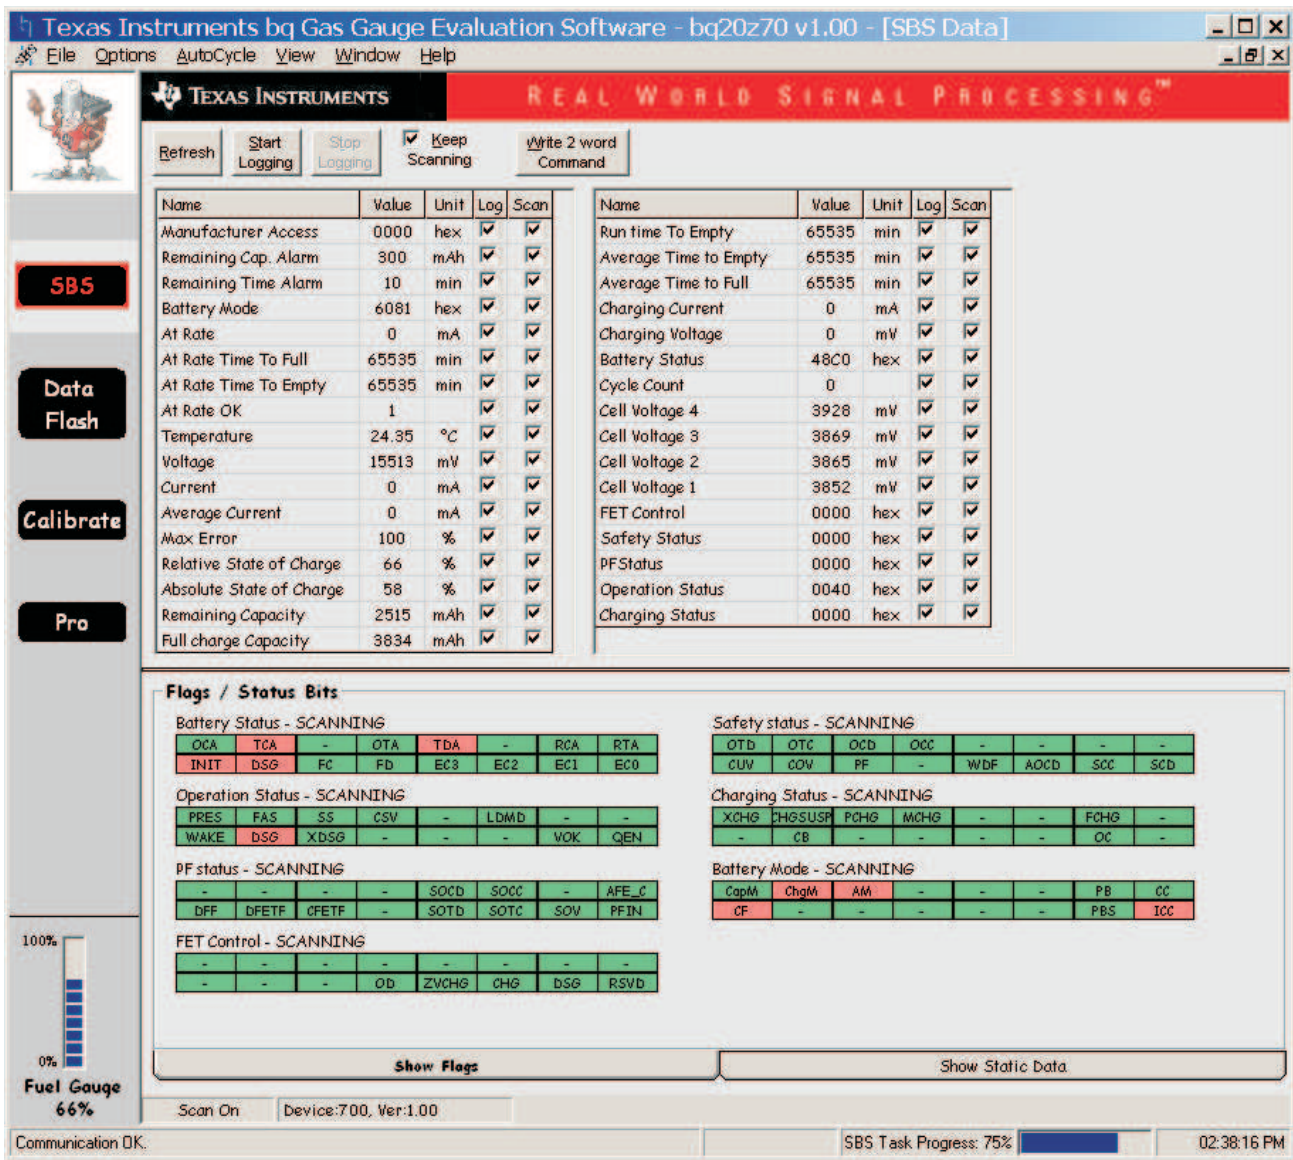 Texas Instruments bq Gas Gauge Evaluation Software - bq20z70 v1.00 - [SBS Data]
File Options AutoCycle View Window Help
TEXAS INSTRUMENTS REAL WORLD SIGNAL PROCESSING™
Refresh Start Logging Stop Logging Keep Scanning Write 2 word Command
Name Value Unit Log Scan Name Value Unit Log Scan
Manufacturer Access 0000 hex Run time To Empty 65535 min
Remaining Cap. Alarm 300 mAh Average Time to Empty 65535 min
Remaining Time Alarm 10 min Average Time to Full 65535 min
Battery Mode 6081 hex Charging Current 0 mA
At Rate 0 mA Charging Voltage 0 mV
At Rate Time To Full 65535 min Battery Status 48C0 hex
At Rate Time To Empty 65535 min Cycle Count 0
At Rate OK 1 Cell Voltage 4 3928 mV
Temperature 24.35 °C Cell Voltage 3 3869 mV
Voltage 15513 mV Cell Voltage 2 3865 mV
Current 0 mA Cell Voltage 1 3852 mV
Average Current 0 mA FET Control 0000 hex
Max Error 100 % Safety Status 0000 hex
Relative State of Charge 66 % PFStatus 0000 hex
Absolute State of Charge 58 % Operation Status 0040 hex
Remaining Capacity 2515 mAh Charging Status 0000 hex
Full charge Capacity 3834 mAh
SBS
Data
Flash
Calibrate
Pro
Flags / Status Bits
Battery Status - SCANNING
OCA TCA - OTA TDA - RCA RTA
INIT DSG FC FD EC3 EC2 EC1 EC0
Operation Status - SCANNING
PRES FAS SS CSV - LDMD - -
WAKE DSG XDSG - - - VOK QEN
PF status - SCANNING
- - - - SOCD SOCC - AFE_C
DFF DFETF CFETF - SOTD SOTC SOV PFIN
FET Control - SCANNING
- - - - - - - -
- - - OD ZVCHG CHG DSG RSVD
Safety status - SCANNING
OTD OTC OCD OCC - - - -
CUV COV PF - WDF AOCD SCC SCD
Charging Status - SCANNING
XCHG CHGSUSP PCHG MCHG - - FCHG -
- CB - - - - OC -
Battery Mode - SCANNING
CapM ChgM AM - - - PB CC
CF - - - - - PBS ICC
Show Flags Show Static Data
100%
0%
Fuel Gauge
66%
Scan On Device:700, Ver:1.00
Communication OK. SBS Task Progress: 75% 02:38:16 PM